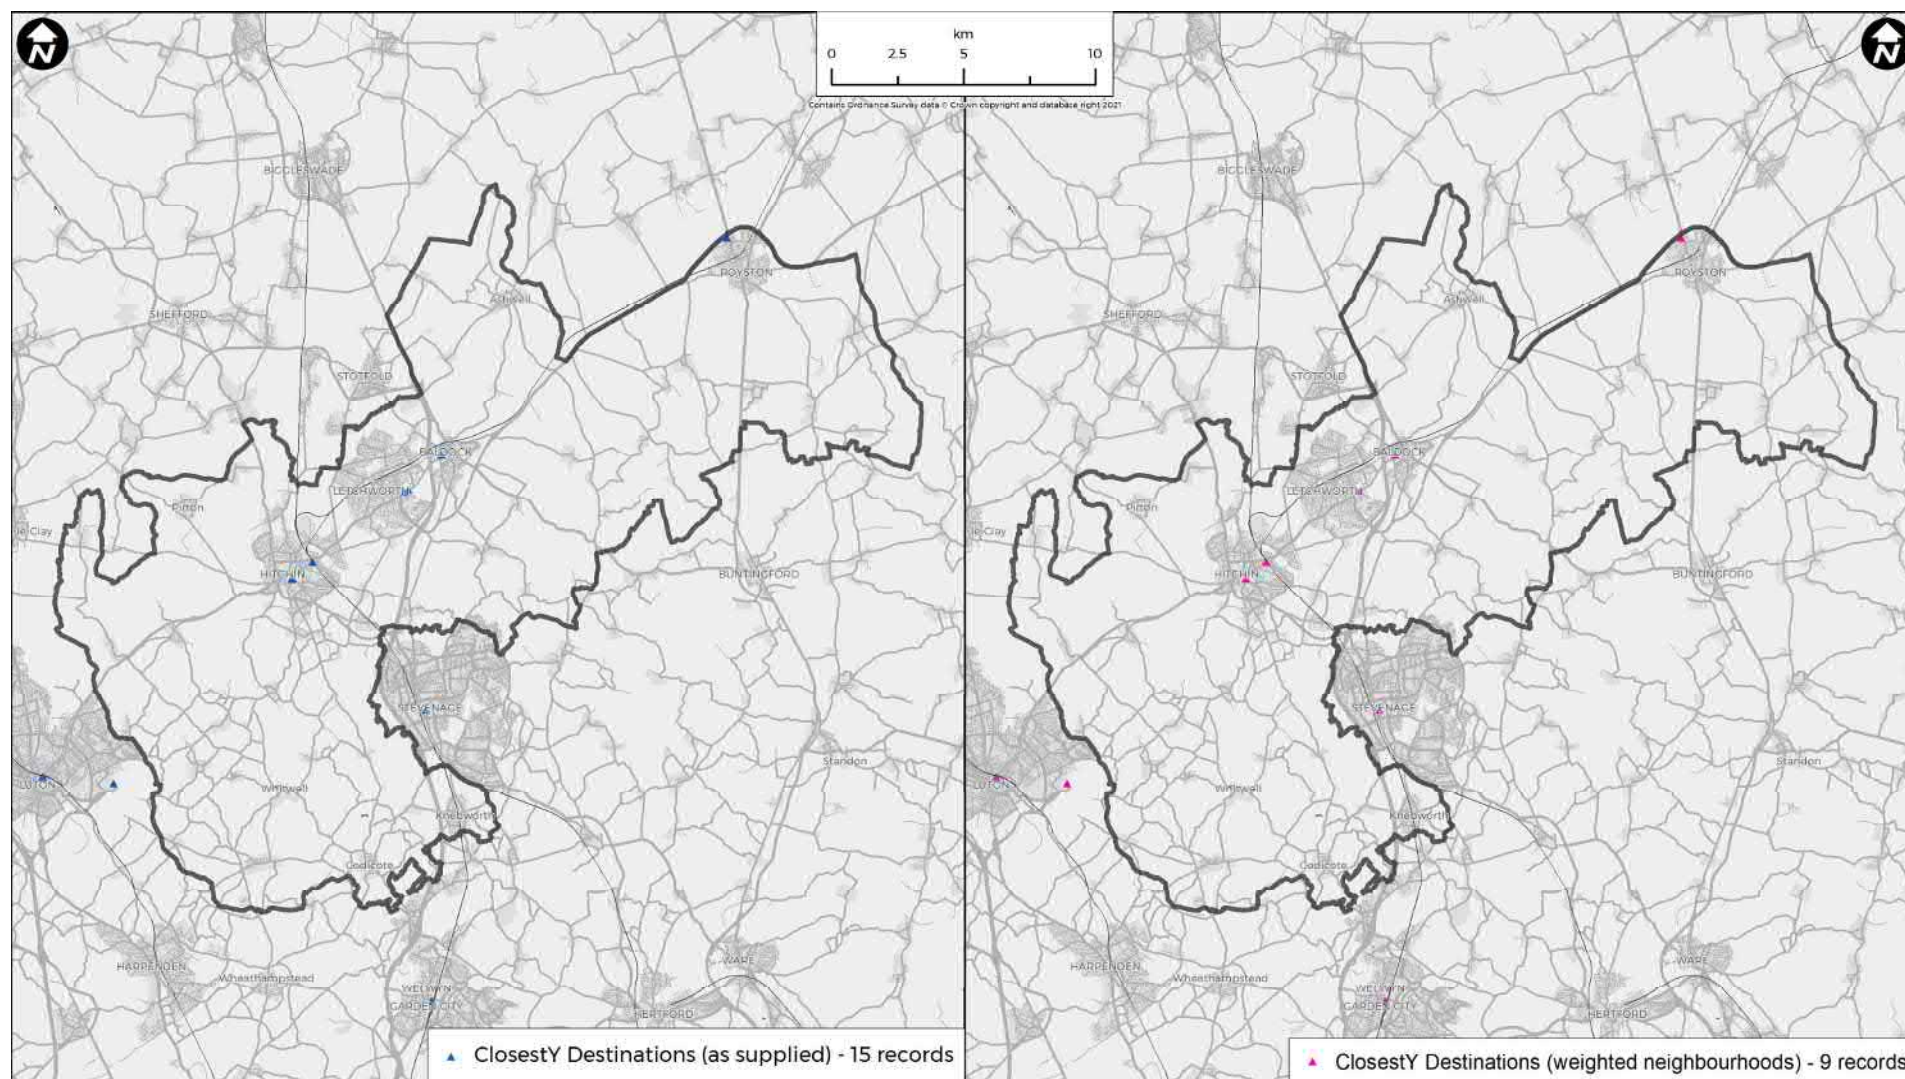 N
km
0 2.5 5 10
Contains Ordnance Survey data © Crown copyright and database right 2021
N
BIGGLESWADE
ROYSTON
Ashwell
SHEFFORD
STOTFOLD
BALDOCK
LETCHWORTH
Pirton
HITCHIN
BUNTINGFORD
STEVENAGE
Standon
LUTON
Whitwell
Knebworth
Codicote
HARPENDEN
Wheathampstead
WARE
WELWYN
GARDEN CITY
HERTFORD
ClosestY Destinations (as supplied) - 15 records
BIGGLESWADE
ROYSTON
Ashwell
SHEFFORD
STOTFOLD
BALDOCK
LETCHWORTH
Pirton
HITCHIN
BUNTINGFORD
STEVENAGE
Standon
LUTON
Whitwell
Knebworth
Codicote
HARPENDEN
Wheathampstead
WARE
WELWYN
GARDEN CITY
HERTFORD
ClosestY Destinations (weighted neighbourhoods) - 9 records